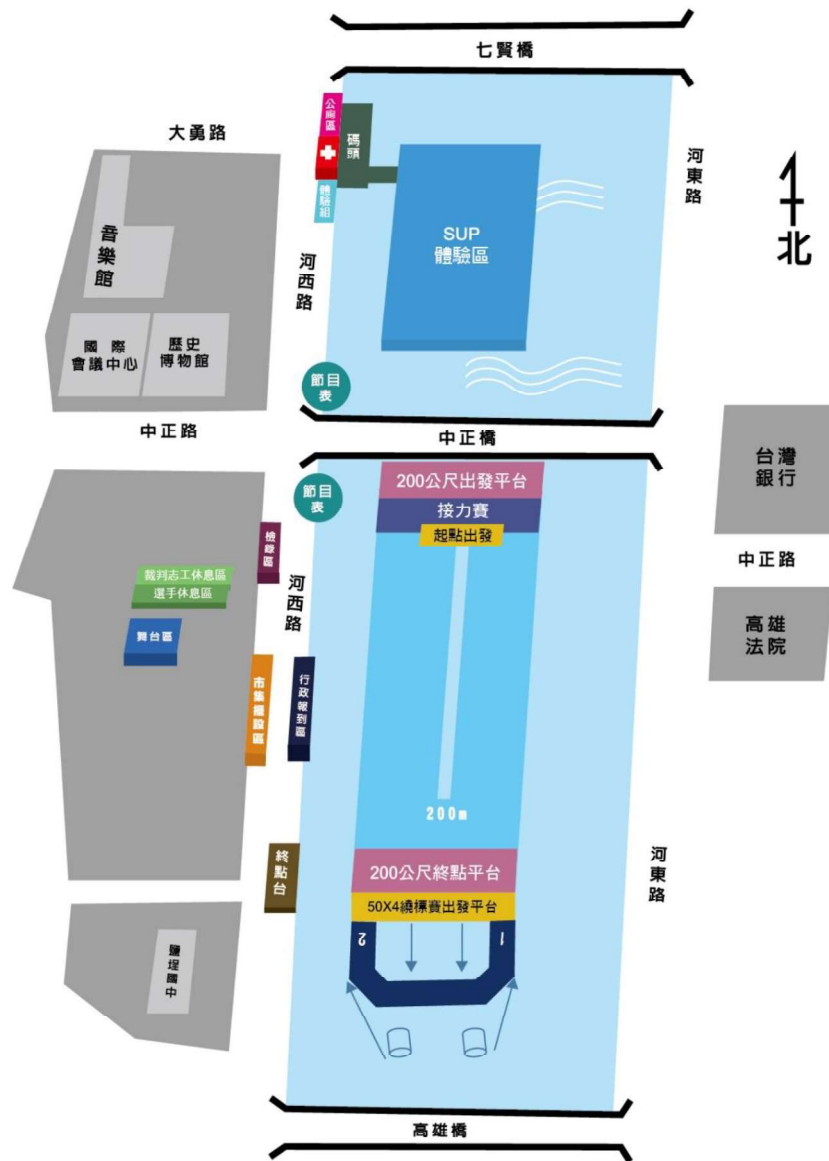 七賢橋
大勇路
公廁區
碼頭
體驗組
河東路
北
SUP
體驗區
音樂館
河西路
國際
會議中心
歷史
博物館
節目
表
中正路
中正橋
台灣
銀行
節目
表
200公尺出發平台
接力賽
起點出發
檢錄區
中正路
裁判志工休息區
選手休息區
河西路
高雄
法院
舞台區
市集擺設區
行政報到區
200m
終點台
200公尺終點平台
河東路
50X4繞標賽出發平台
2
1
鹽埕國中
高雄橋